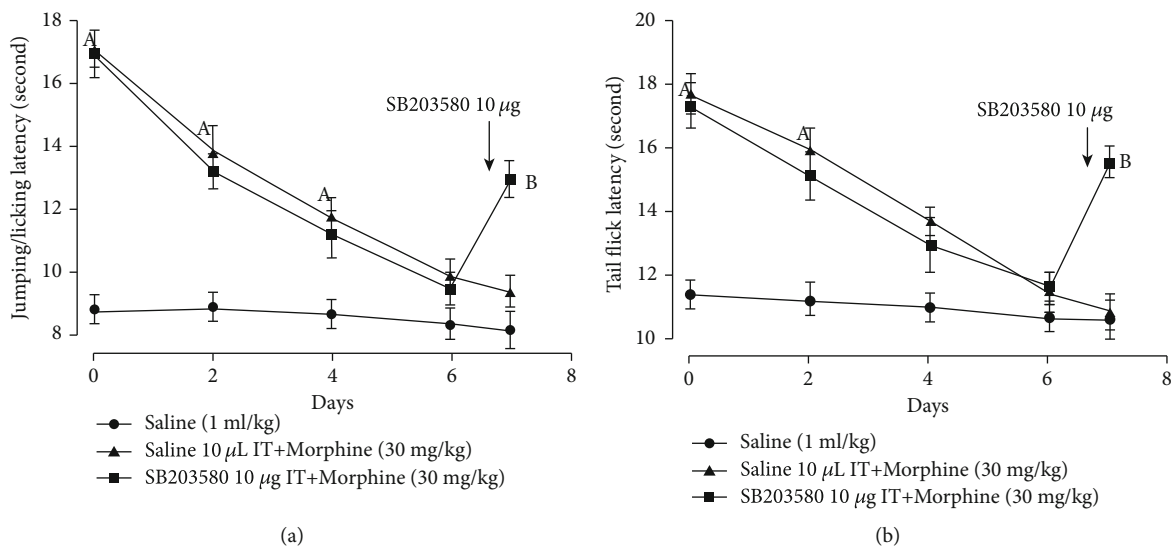 18
16
14
12
10
8
Jumping/licking latency (second)
A
A
A
SB203580 10 μg
B
0
2
4
6
8
Days
Saline (1 ml/kg)
Saline 10 μL IT+Morphine (30 mg/kg)
SB203580 10 μg IT+Morphine (30 mg/kg)
(a)
20
18
16
14
12
10
Tail flick latency (second)
A
A
SB203580 10 μg
B
0
2
4
6
8
Days
Saline (1 ml/kg)
Saline 10 μL IT+Morphine (30 mg/kg)
SB203580 10 μg IT+Morphine (30 mg/kg)
(b)